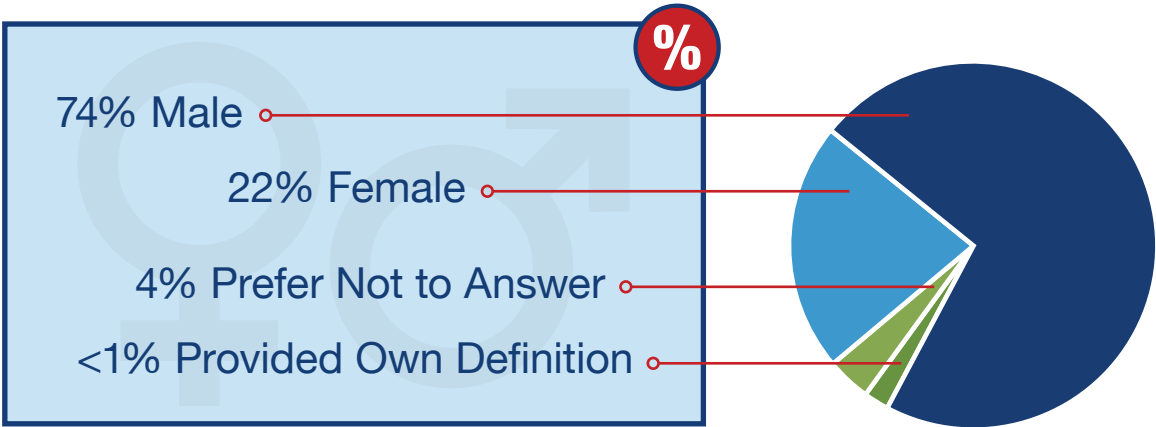 %
74% Male
22% Female
4% Prefer Not to Answer
<1% Provided Own Definition